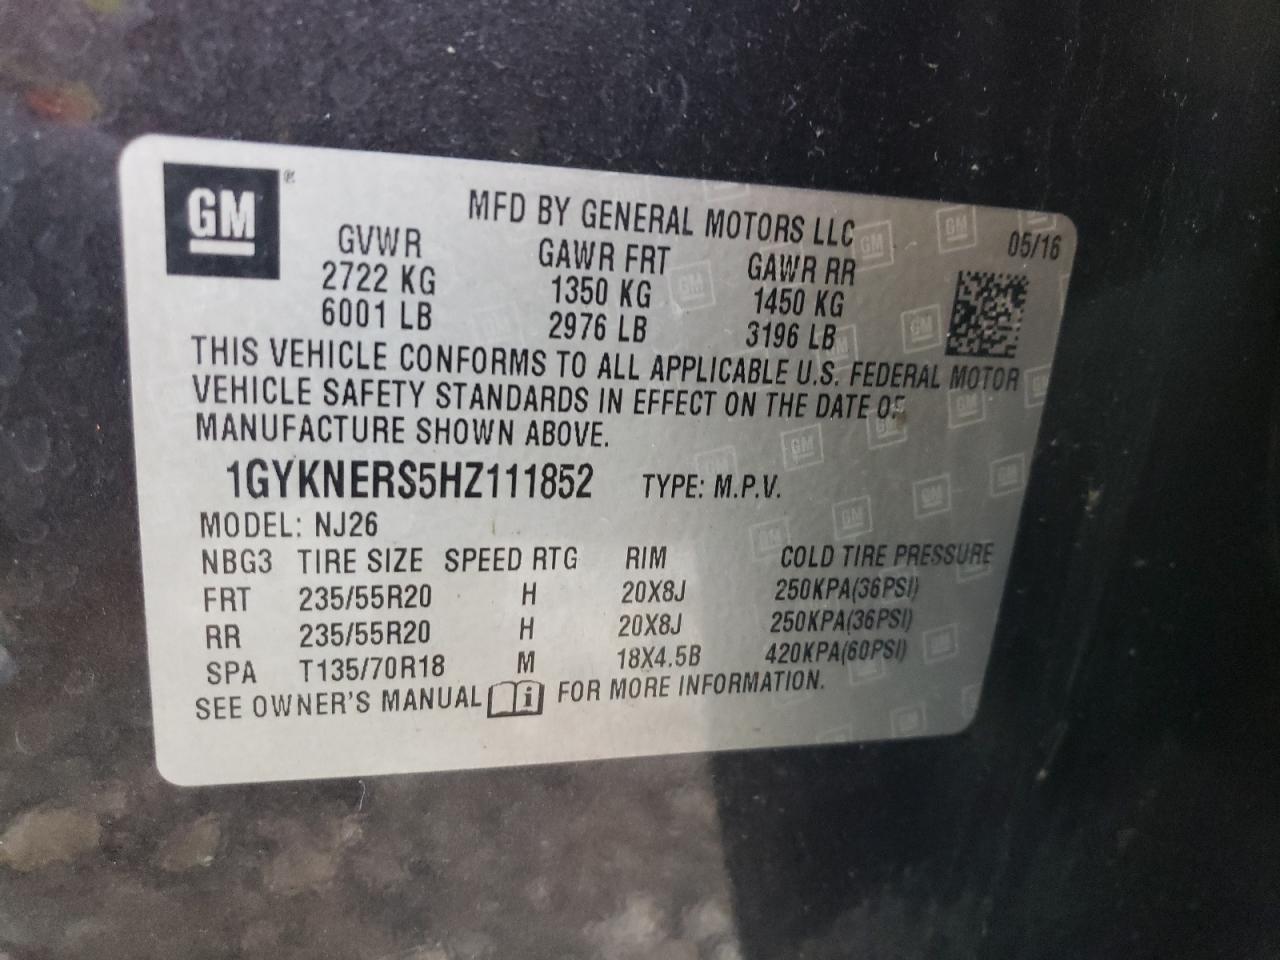 GM ®
MFD BY GENERAL MOTORS LLC
05/16
GVWR GAWR FRT GAWR RR
2722 KG 1350 KG 1450 KG
6001 LB 2976 LB 3196 LB
THIS VEHICLE CONFORMS TO ALL APPLICABLE U.S. FEDERAL MOTOR
VEHICLE SAFETY STANDARDS IN EFFECT ON THE DATE OF
MANUFACTURE SHOWN ABOVE.
1GYKNERS5HZ111852 TYPE: M.P.V.
MODEL: NJ26
NBG3 TIRE SIZE SPEED RTG RIM COLD TIRE PRESSURE
FRT 235/55R20 H 20X8J 250KPA(36PSI)
RR 235/55R20 H 20X8J 250KPA(36PSI)
SPA T135/70R18 M 18X4.5B 420KPA(60PSI)
SEE OWNER'S MANUAL i FOR MORE INFORMATION.